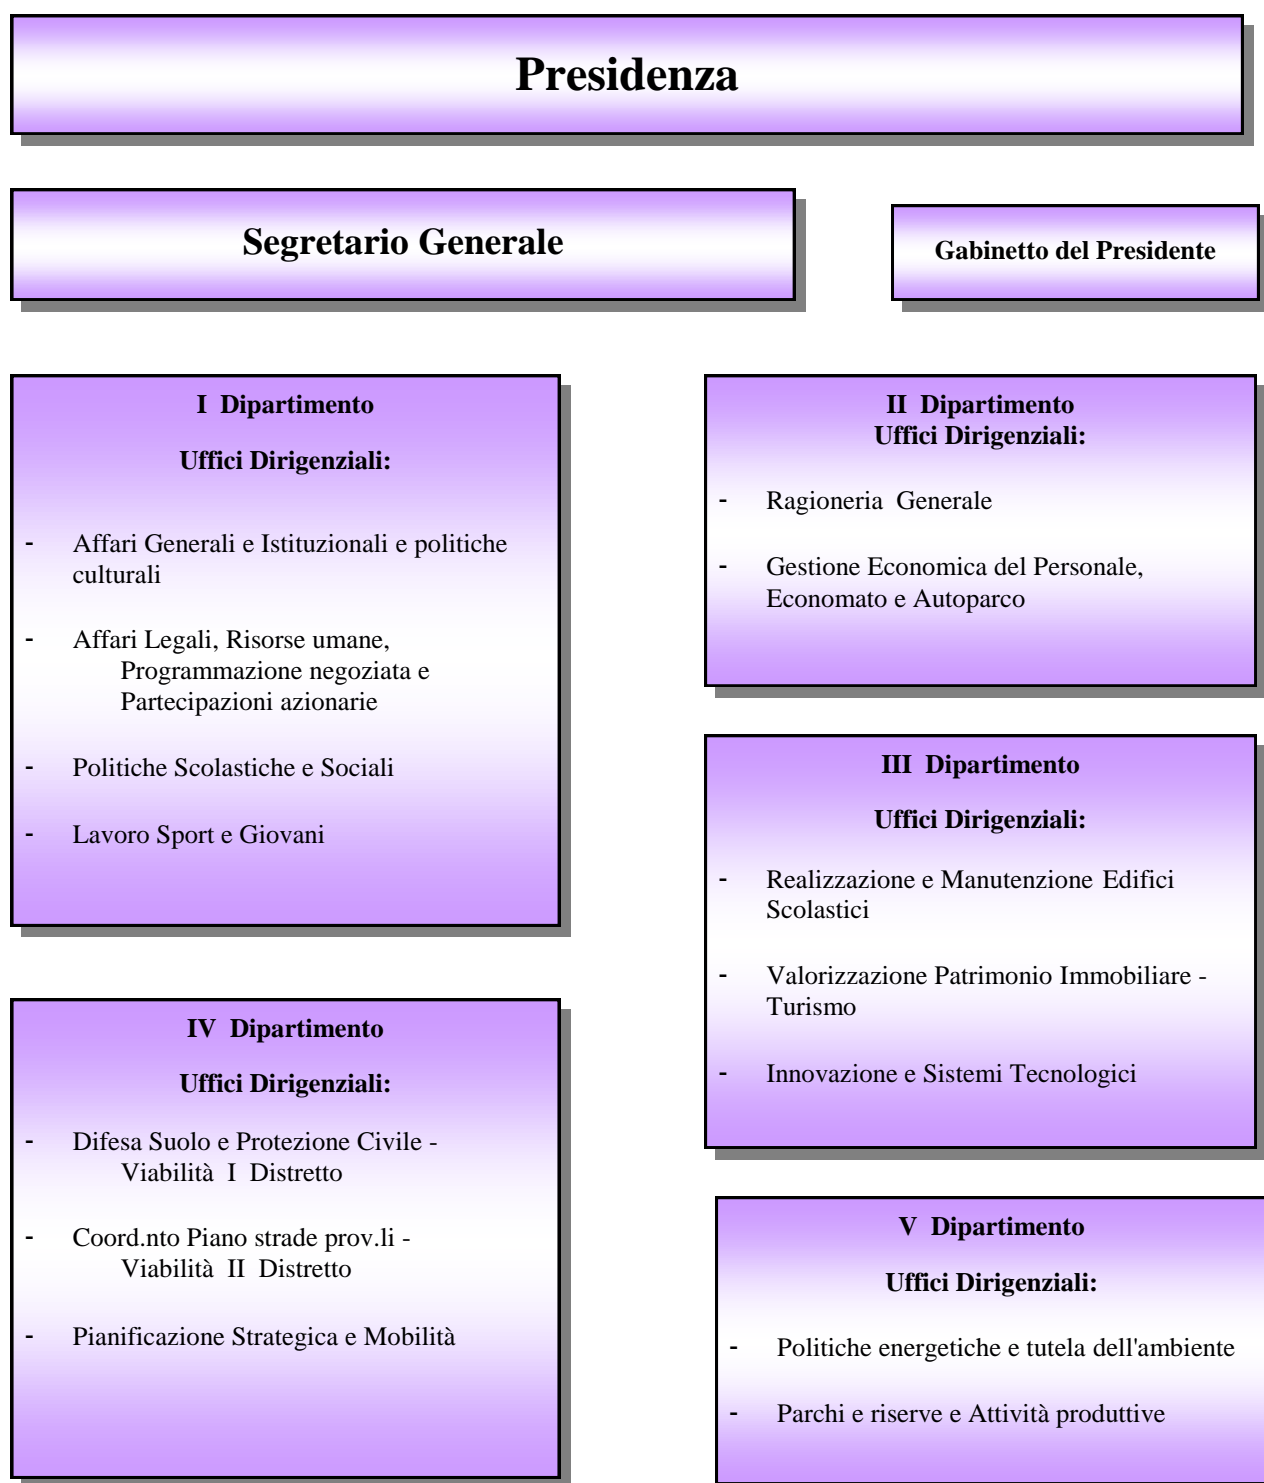 Presidenza
Segretario Generale
Gabinetto del Presidente
I Dipartimento
Uffici Dirigenziali:
- Affari Generali e Istituzionali e politiche
culturali
- Affari Legali, Risorse umane,
Programmazione negoziata e
Partecipazioni azionarie
- Politiche Scolastiche e Sociali
- Lavoro Sport e Giovani
II Dipartimento
Uffici Dirigenziali:
- Ragioneria Generale
- Gestione Economica del Personale,
Economato e Autoparco
III Dipartimento
Uffici Dirigenziali:
- Realizzazione e Manutenzione Edifici
Scolastici
- Valorizzazione Patrimonio Immobiliare -
Turismo
- Innovazione e Sistemi Tecnologici
IV Dipartimento
Uffici Dirigenziali:
- Difesa Suolo e Protezione Civile -
Viabilità I Distretto
- Coord.nto Piano strade prov.li -
Viabilità II Distretto
- Pianificazione Strategica e Mobilità
V Dipartimento
Uffici Dirigenziali:
- Politiche energetiche e tutela dell'ambiente
- Parchi e riserve e Attività produttive